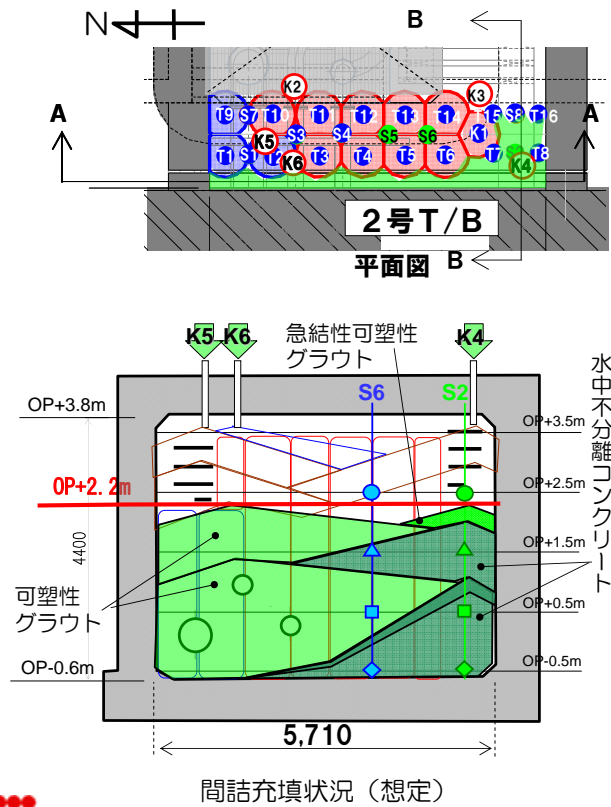 N
B
A
A
K2
K3
T9
S7
T10
T11
T12
T13
T14
T15
S8
T16
K5
S3
S4
S5
S6
K1
T1
S1
T2
K6
T3
T4
T5
T6
T7
K4
T8
2号T/B
平面図
B
K5
K6
急結性可塑性
グラウト
K4
S6
S2
水中不分離コンクリート
OP+3.8m
OP+3.5m
OP+2.2m
OP+2.5m
4400
OP+1.5m
可塑性
グラウト
OP+0.5m
OP-0.6m
OP-0.5m
5,710
間詰充填状況（想定）